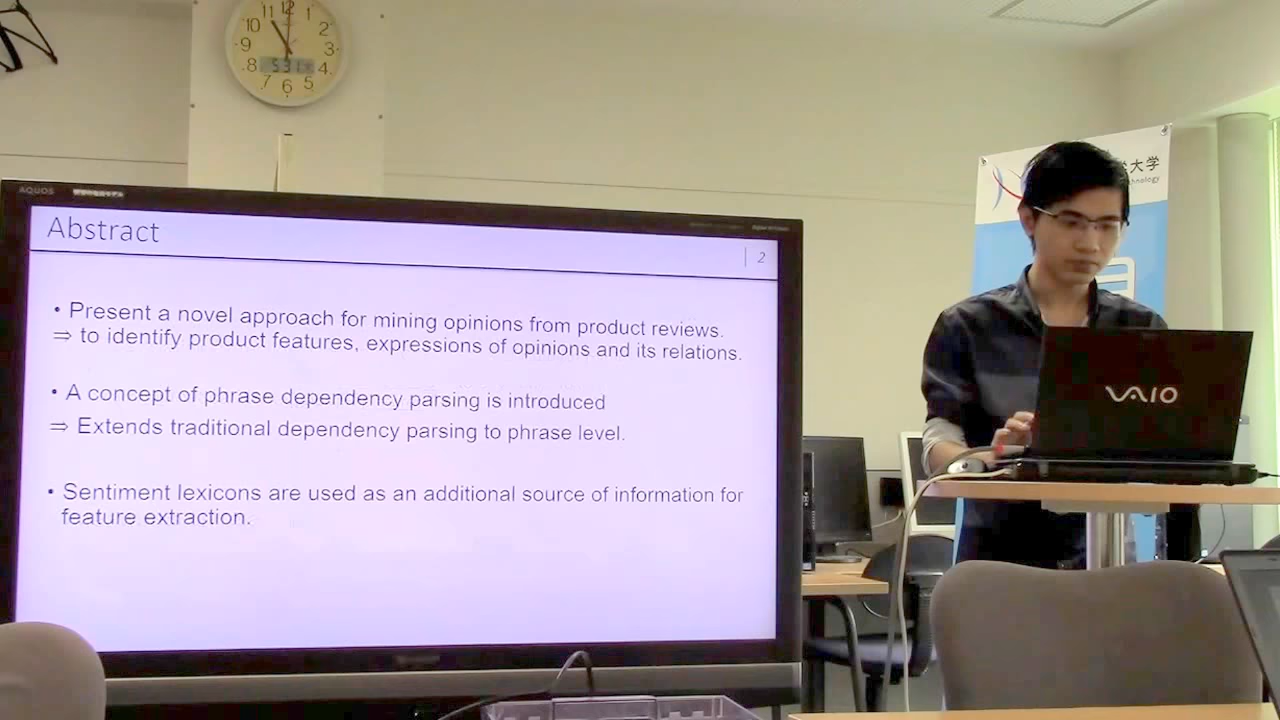 11 12
10 2
9 3
8 531 4
7 6 5
AQUOS
大学
Abstract
2
• Present a novel approach for mining opinions from product reviews.
⇒ to identify product features, expressions of opinions and its relations.
• A concept of phrase dependency parsing is introduced
⇒ Extends traditional dependency parsing to phrase level.
• Sentiment lexicons are used as an additional source of information for
feature extraction.
VAIO